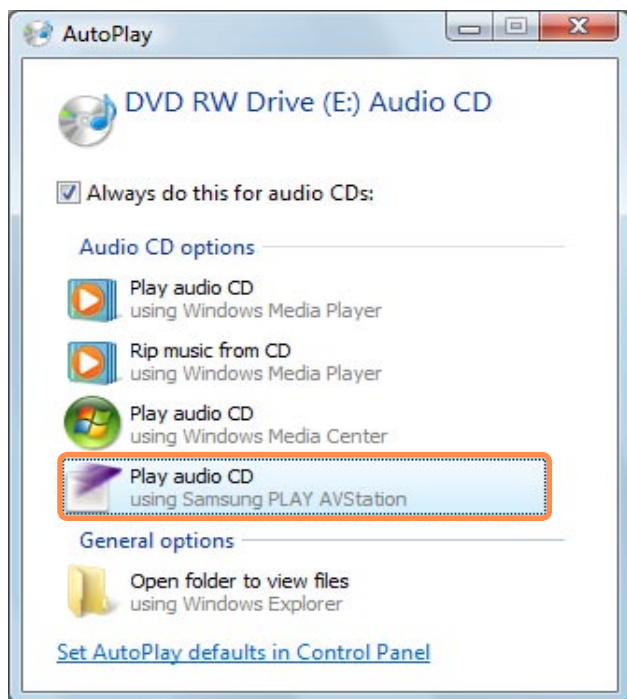 AutoPlay
DVD RW Drive (E:) Audio CD
Always do this for audio CDs:
Audio CD options
Play audio CD
using Windows Media Player
Rip music from CD
using Windows Media Player
Play audio CD
using Windows Media Center
Play audio CD
using Samsung PLAY AVStation
General options
Open folder to view files
using Windows Explorer
Set AutoPlay defaults in Control Panel